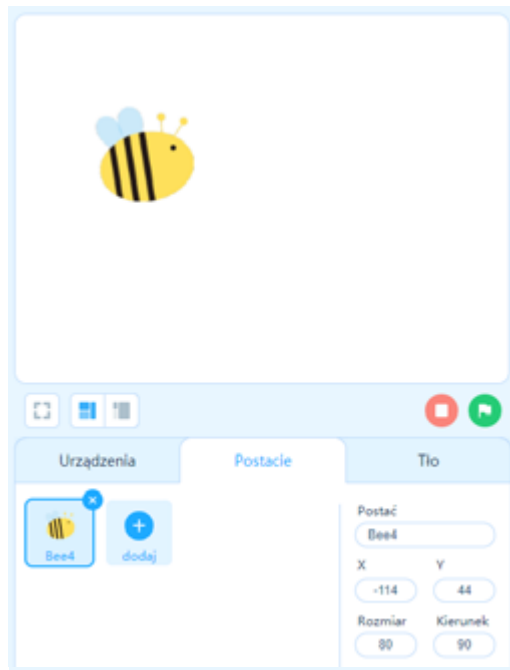 Urządzenia Postacie Tło
Bee4
dodaj
Postać
Bee4
X Y
-114 44
Rozmiar Kierunek
80 90